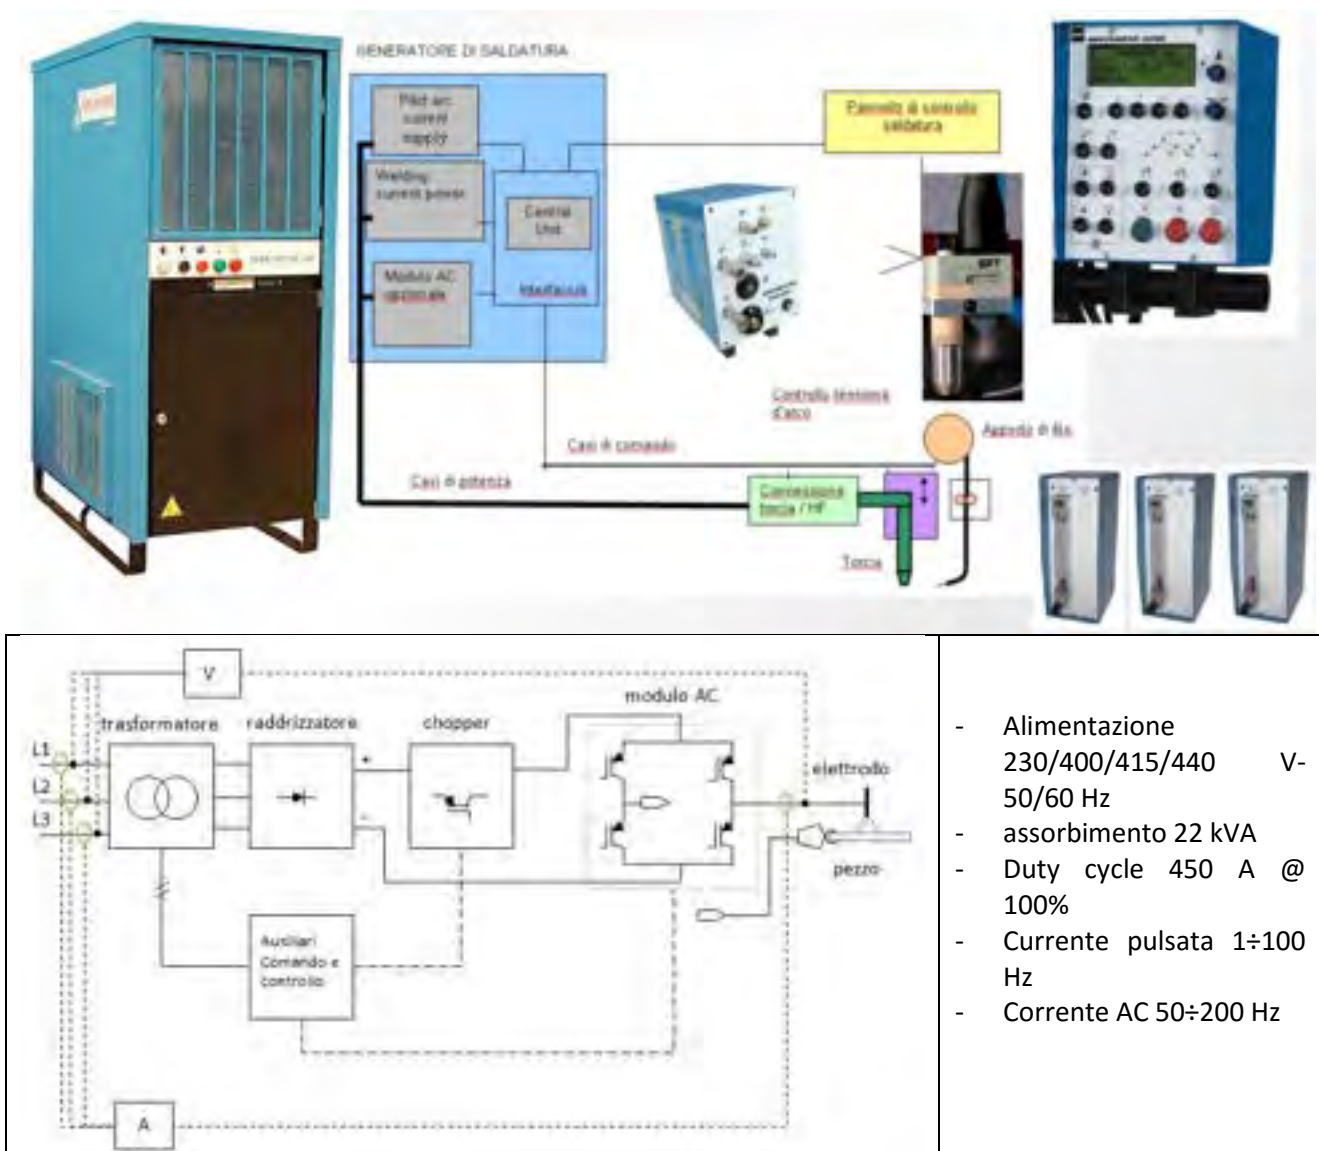 GENERATORE DI SALDATURA
Pilot arc
current
supply
Welding
current power
Modulo AC
opzionale
Central
Unit
Interfaccia
Pannello di controllo
saldatura
Controllo tensione
d'arco
Cavi di comando
Apporto di filo
Cavi di potenza
Connessione
torcia / HF
Torcia
V
modulo AC
trasformatore
raddrizzatore
chopper
L1
L2
L3
+
-
elettrodo
pezzo
Auxiliari
Comando e
controllo
A
- Alimentazione
230/400/415/440 V-
50/60 Hz
- assorbimento 22 kVA
- Duty cycle 450 A @
100%
- Currente pulsata 1÷100
Hz
- Corrente AC 50÷200 Hz